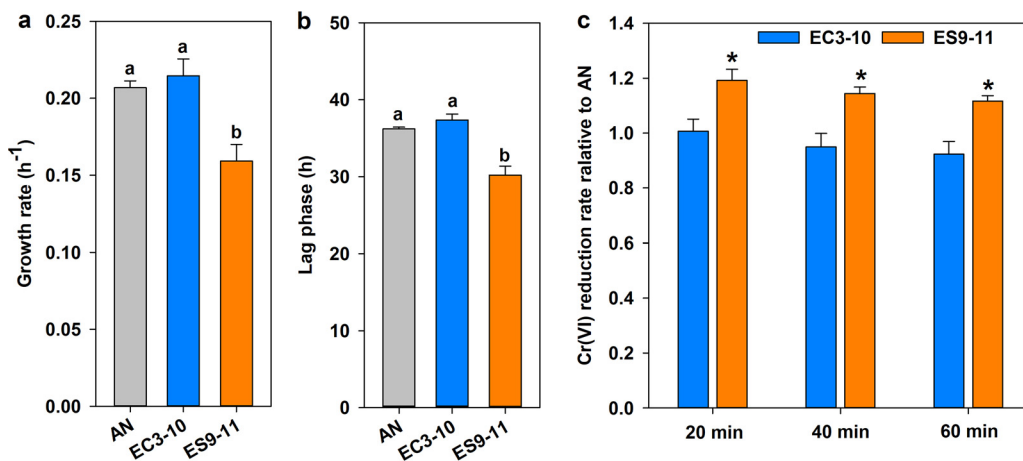 a
Growth rate (h-1)
0.25
0.20
0.15
0.10
0.05
0.00
a
a
b
AN
EC3-10
ES9-11
b
Lag phase (h)
50
40
30
20
10
0
a
a
b
AN
EC3-10
ES9-11
c
Cr(VI) reduction rate ralative to AN
1.4
1.2
1.0
0.8
0.6
0.4
0.2
0.0
EC3-10 ES9-11
* * *
20 min 40 min 60 min